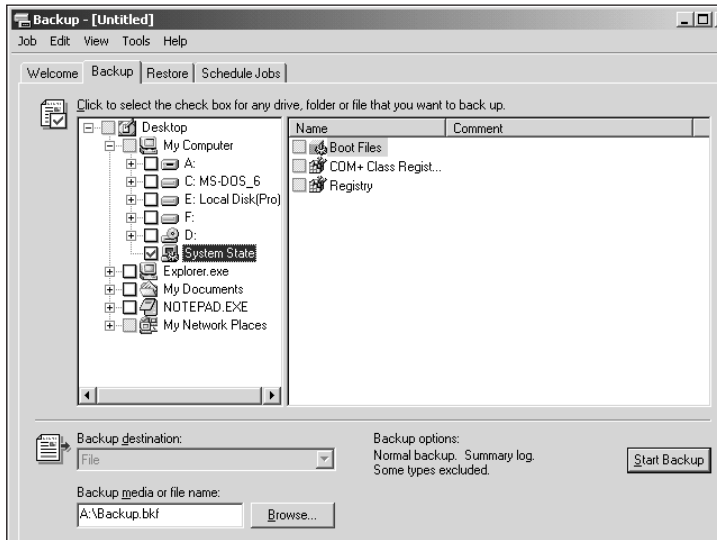 Backup - [Untitled]
Job Edit View Tools Help
Welcome Backup Restore Schedule Jobs
Click to select the check box for any drive, folder or file that you want to back up.
Desktop
My Computer
A:
C: MS-DOS_6
E: Local Disk(Pro)
F:
D:
System State
Explorer.exe
My Documents
NOTEPAD.EXE
My Network Places
Name Comment
Boot Files
COM+ Class Regist...
Registry
Backup destination:
File
Backup media or file name:
A:\Backup.bkf
Browse...
Backup options:
Normal backup. Summary log.
Some types excluded.
Start Backup